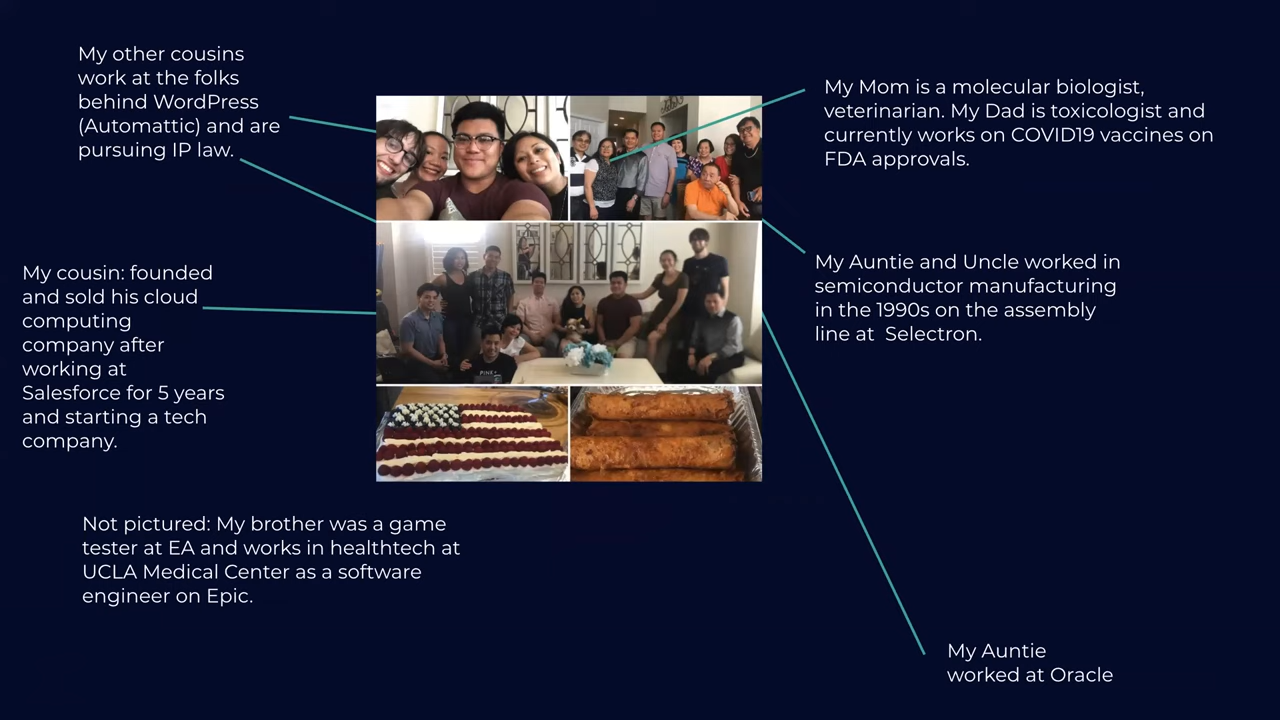 My other cousins
work at the folks
behind WordPress
(Automattic) and are
pursuing IP law.
My Mom is a molecular biologist,
veterinarian. My Dad is toxicologist and
currently works on COVID19 vaccines on
FDA approvals.
My cousin: founded
and sold his cloud
computing
company after
working at
Salesforce for 5 years
and starting a tech
company.
My Auntie and Uncle worked in
semiconductor manufacturing
in the 1990s on the assembly
line at  Selectron.
Not pictured: My brother was a game
tester at EA and works in healthtech at
UCLA Medical Center as a software
engineer on Epic.
My Auntie
worked at Oracle